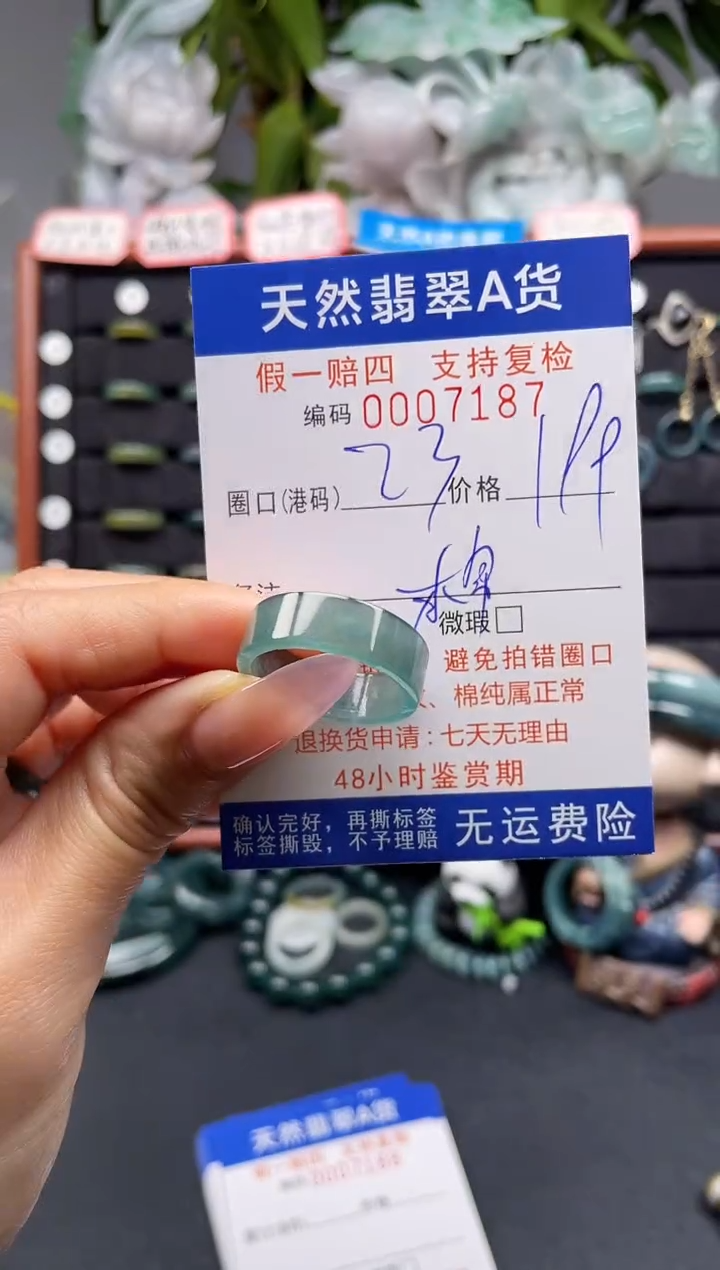 天然翡翠A货
假一赔四 支持复检
编码 0007187
圈口(港码) 23 价格
棉
微瑕
避免拍错圈口
、棉纯属正常
退换货申请:七天无理由
48小时鉴赏期
确认完好,再撕标签
标签撕毁,不予理赔
无运费险
天然翡翠A货